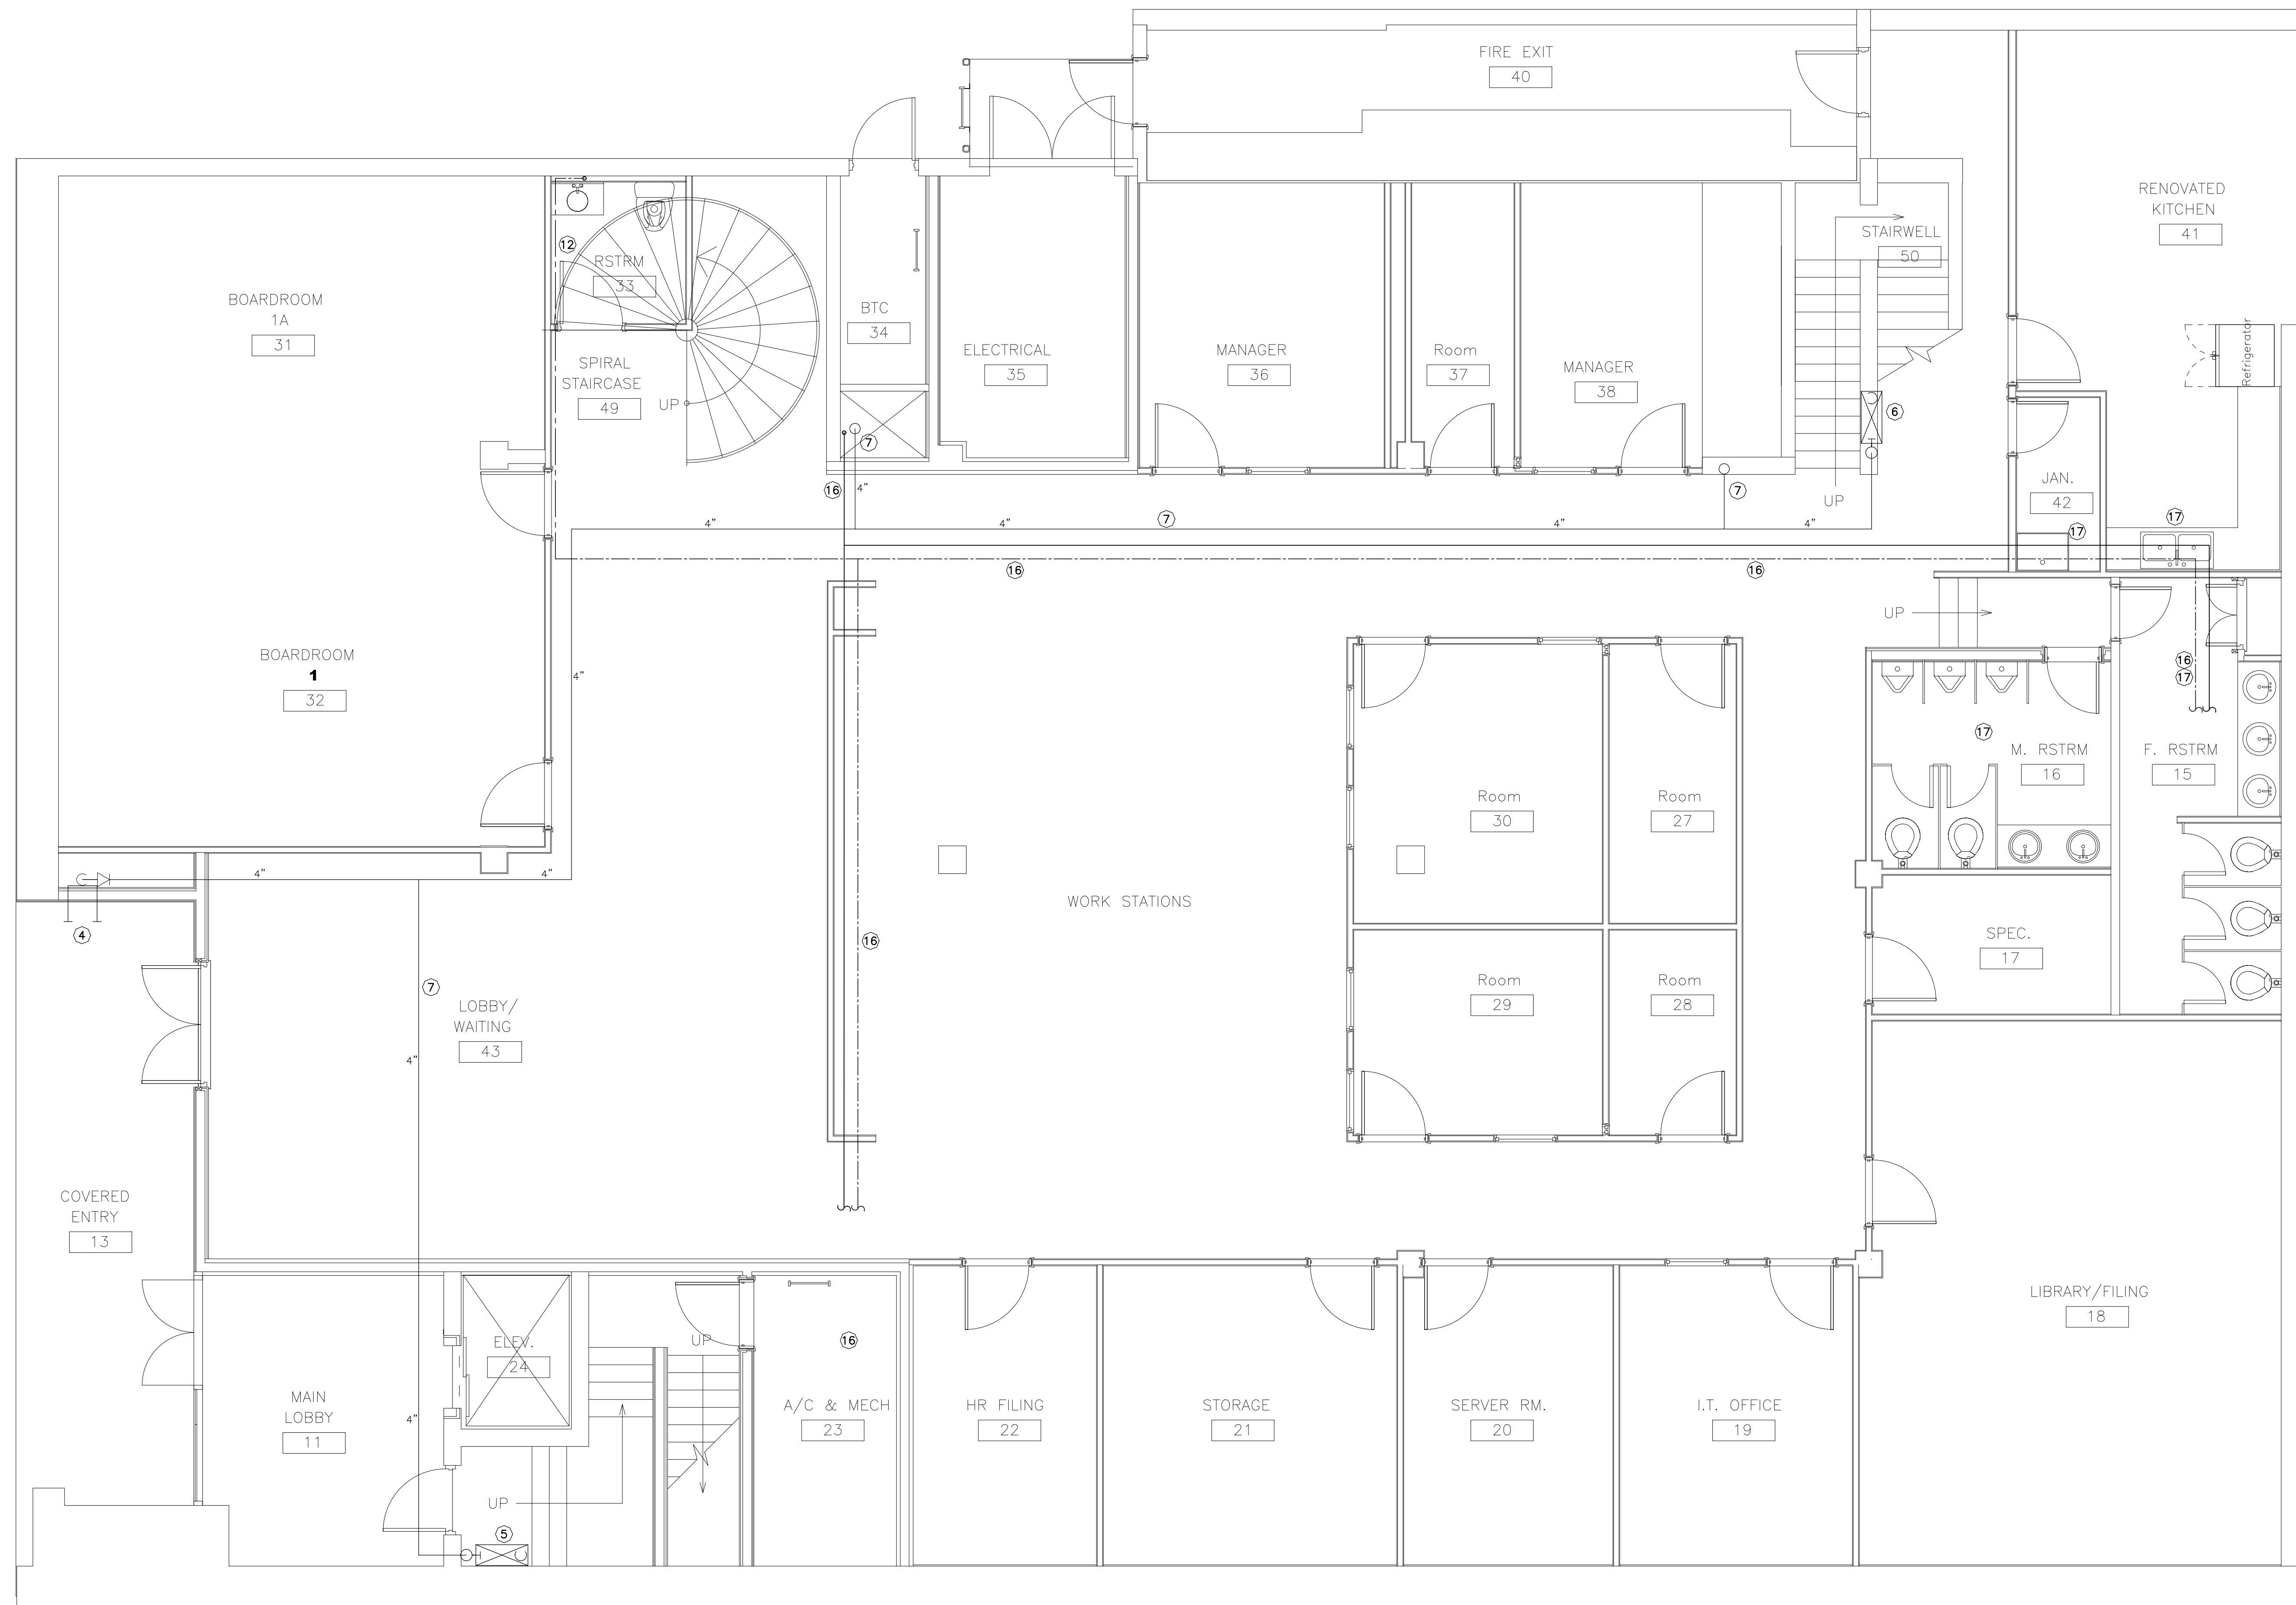 FIRE EXIT
40
RENOVATED
KITCHEN
41
STAIRWELL
50
12
RSTRM
33
BOARDROOM
1A
31
BTC
34
ELECTRICAL
35
MANAGER
36
Room
37
MANAGER
38
Refrigerator
SPIRAL
STAIRCASE
49
UP
6
7
16
4"
7
UP
JAN.
42
17
17
4"
4"
7
4"
4"
16
16
UP
BOARDROOM
1
32
4"
16
17
17
M. RSTRM
16
F. RSTRM
15
Room
30
Room
27
4"
4"
4
WORK STATIONS
16
SPEC.
17
7
LOBBY/
WAITING
43
Room
29
Room
28
4"
COVERED
ENTRY
13
LIBRARY/FILING
18
ELEV.
24
UP
16
MAIN
LOBBY
11
4"
A/C & MECH
23
HR FILING
22
STORAGE
21
SERVER RM.
20
I.T. OFFICE
19
UP
5